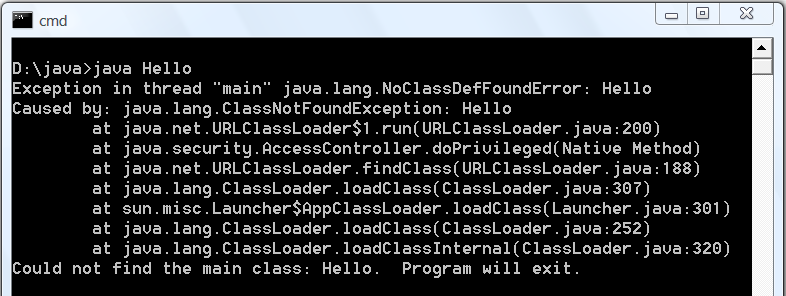 cmd
D:\java>java Hello
Exception in thread "main" java.lang.NoClassDefFoundError: Hello
Caused by: java.lang.ClassNotFoundException: Hello
        at java.net.URLClassLoader$1.run(URLClassLoader.java:200)
        at java.security.AccessController.doPrivileged(Native Method)
        at java.net.URLClassLoader.findClass(URLClassLoader.java:188)
        at java.lang.ClassLoader.loadClass(ClassLoader.java:307)
        at sun.misc.Launcher$AppClassLoader.loadClass(Launcher.java:301)
        at java.lang.ClassLoader.loadClass(ClassLoader.java:252)
        at java.lang.ClassLoader.loadClassInternal(ClassLoader.java:320)
Could not find the main class: Hello.  Program will exit.